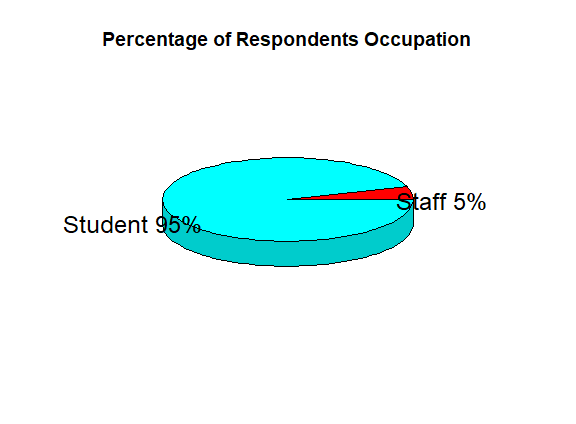 Percentage of Respondents Occupation
Staff 5%
Student 95%